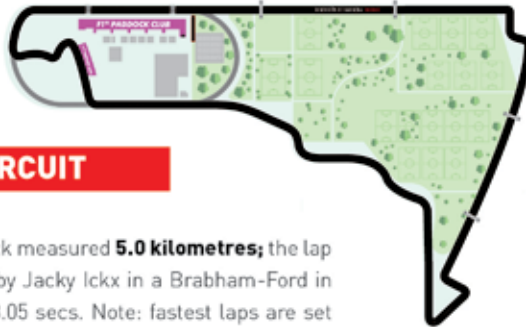 F1™ PADDOCK CLUB
RCUIT
k measured 5.0 kilometres; the lap
by Jacky Ickx in a Brabham-Ford in
.05 secs. Note: fastest laps are set